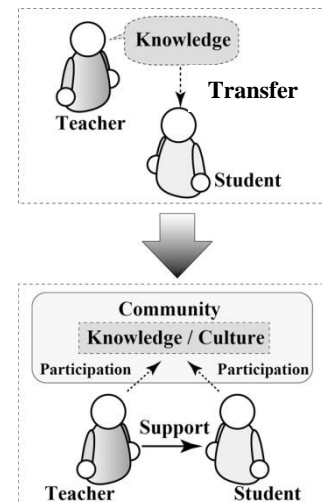 Knowledge
Transfer
Teacher
Student
Community
Knowledge / Culture
Participation Participation
Support
Teacher Student